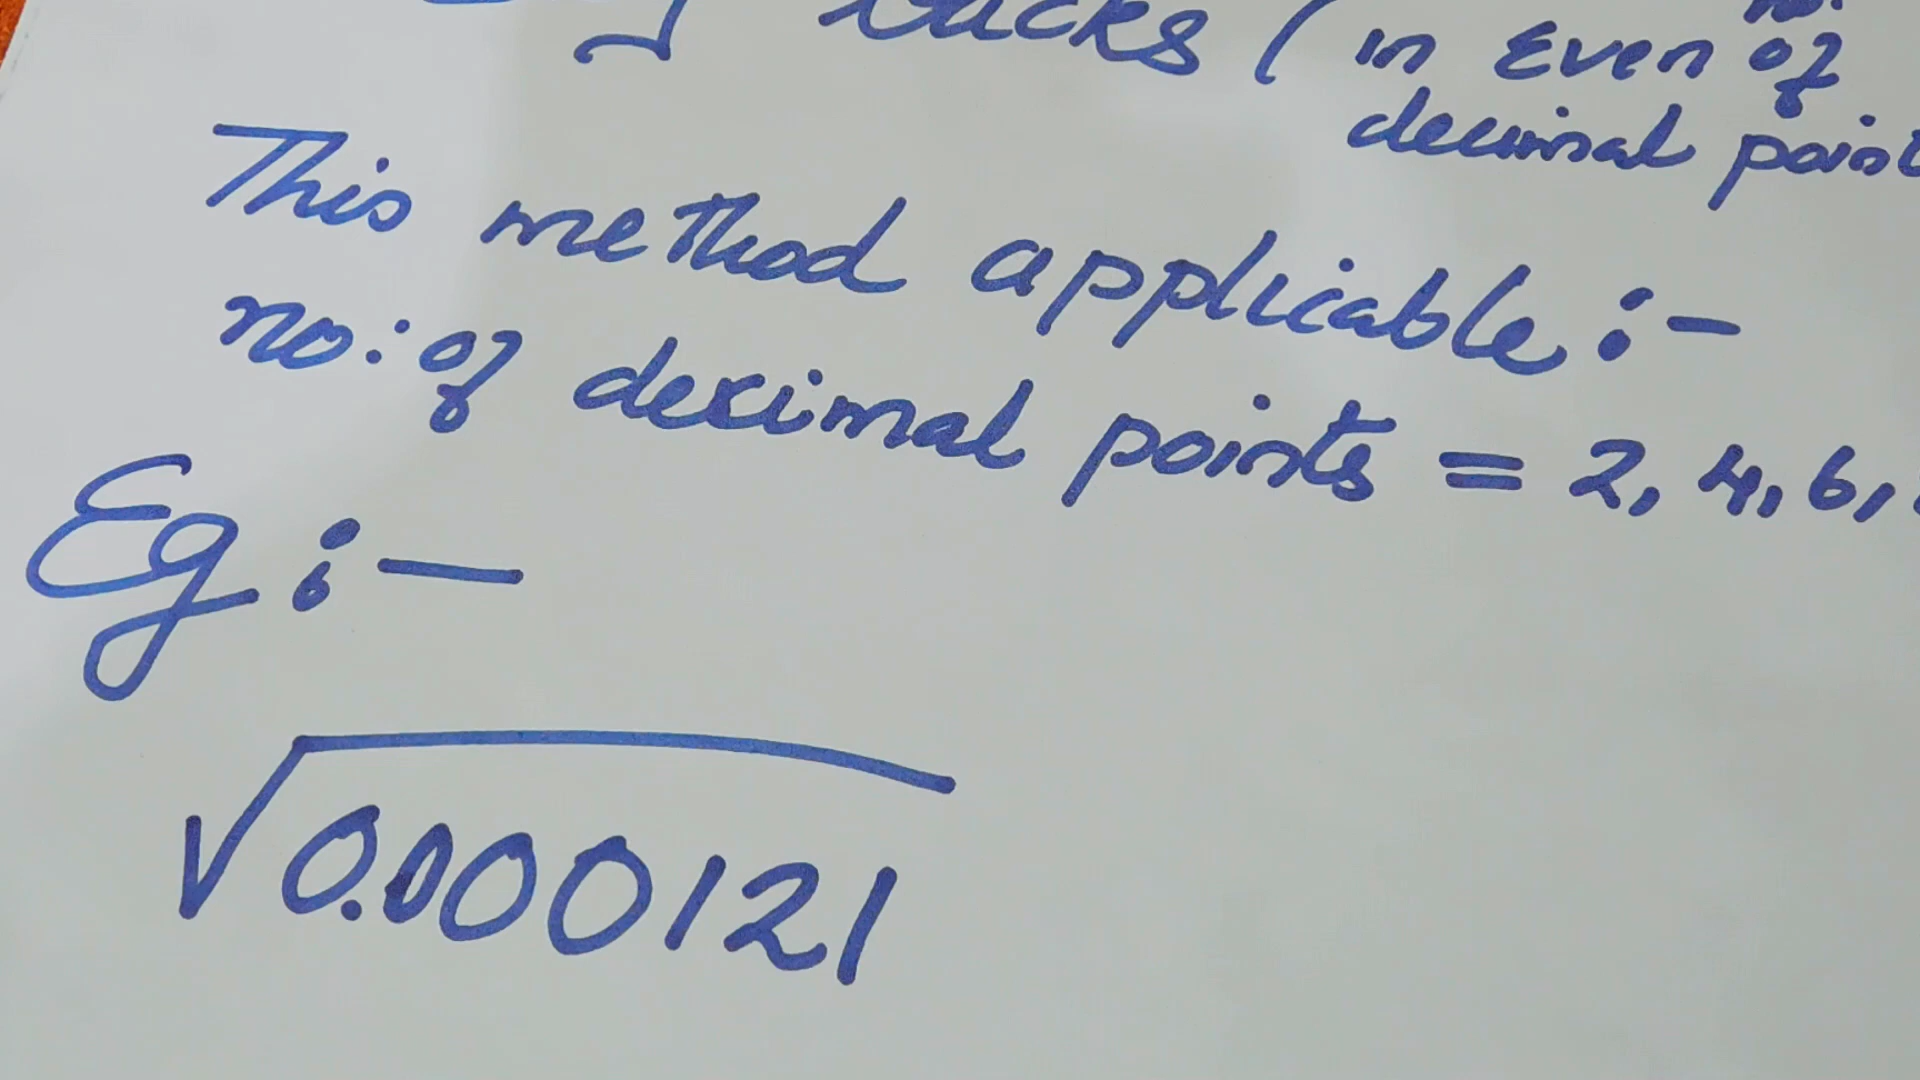 tricks (in Even no. of
decimal point
This method applicable :-
no: of decimal points = 2, 4, 6,
Eg :-
√0.000121